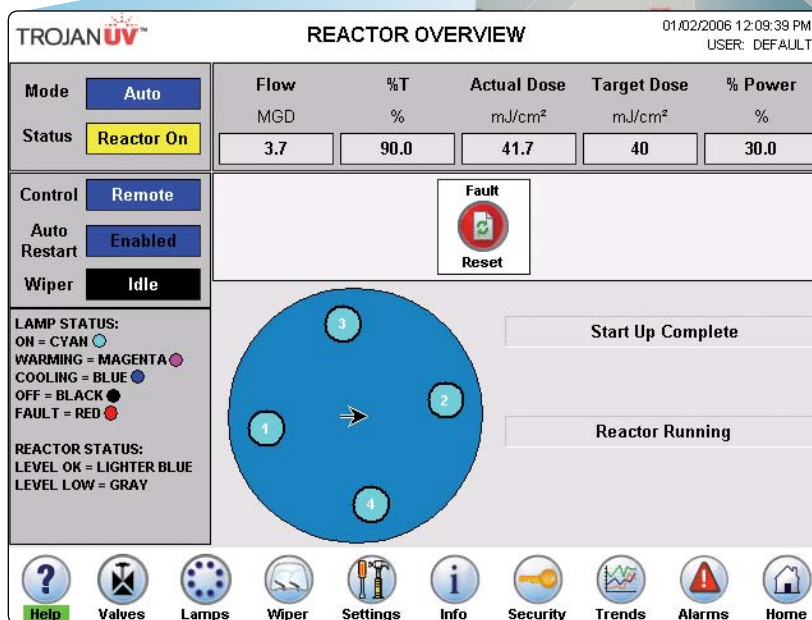 TROJANUV™
REACTOR OVERVIEW
01/02/2006 12:09:39 PM
USER: DEFAULT
Mode Auto
Status Reactor On
Flow %T Actual Dose Target Dose % Power
MGD % mJ/cm² mJ/cm² %
3.7 90.0 41.7 40 30.0
Control Remote
Auto Restart Enabled
Wiper Idle
Fault
Reset
LAMP STATUS:
ON = CYAN
WARMING = MAGENTA
COOLING = BLUE
OFF = BLACK
FAULT = RED
REACTOR STATUS:
LEVEL OK = LIGHTER BLUE
LEVEL LOW = GRAY
3
2
1
4
Start Up Complete
Reactor Running
? i
Help Valves Lamps Wiper Settings Info Security Trends Alarms Home